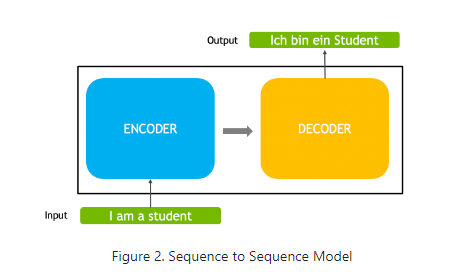 Output
Ich bin ein Student
ENCODER
DECODER
Input
I am a student
Figure 2. Sequence to Sequence Model